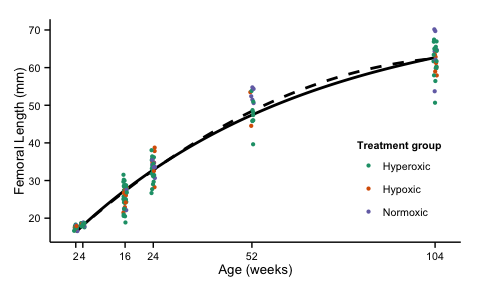 Femoral Length (mm)
70
60
50
40
30
20
2 4 16 24 52 104
Age (weeks)
Treatment group
Hyperoxic
Hypoxic
Normoxic